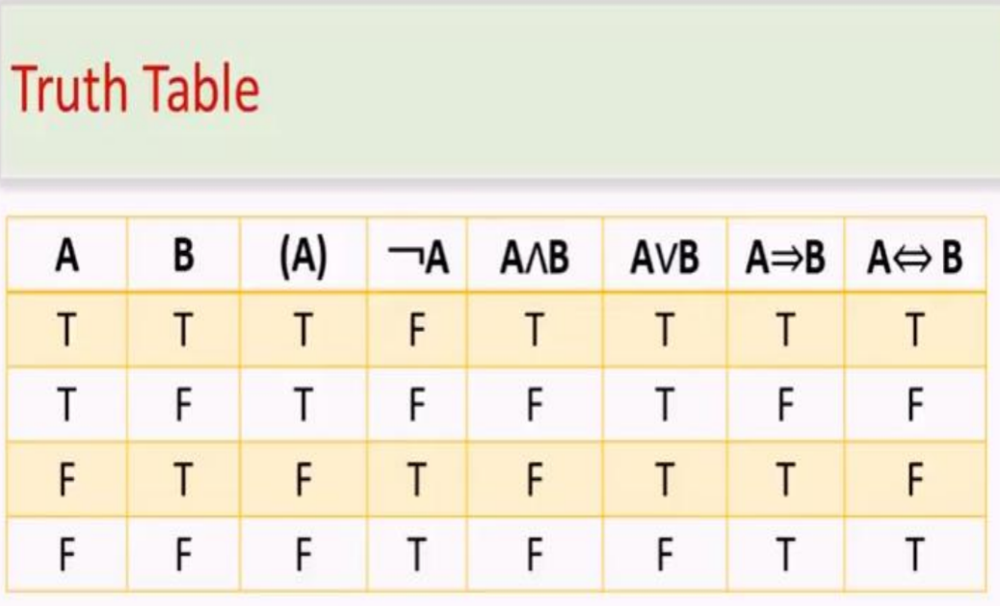 Truth Table
A B (A) ¬A A∧B A∨B A⇒B A⇔ B
T T T F T T T T
T F T F F T F F
F T F T F T T F
F F F T F F T T